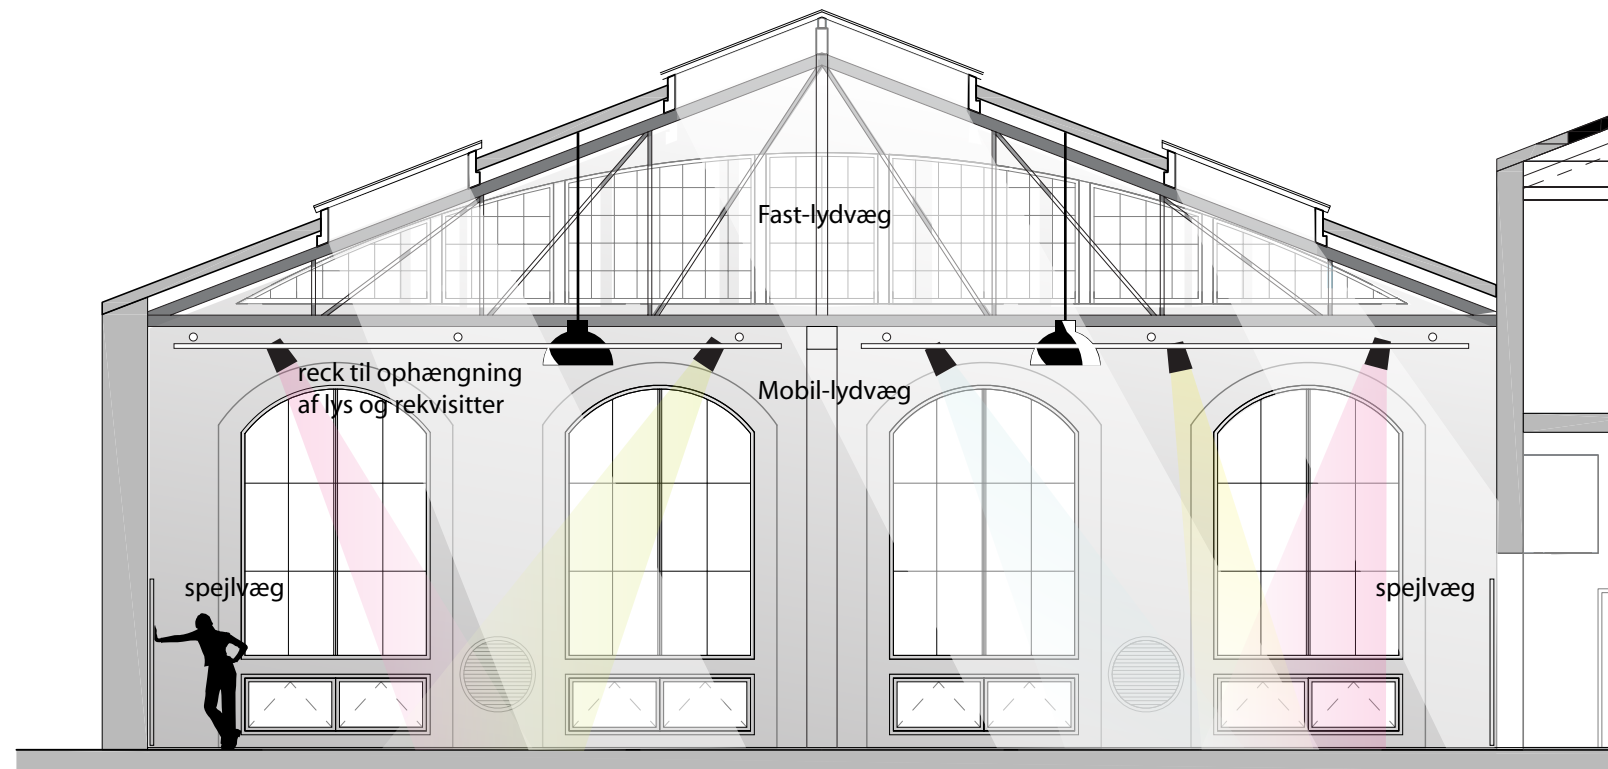 Fast-lydvæg
reck til ophængning
af lys og rekvisitter
Mobil-lydvæg
spejlvæg
spejlvæg